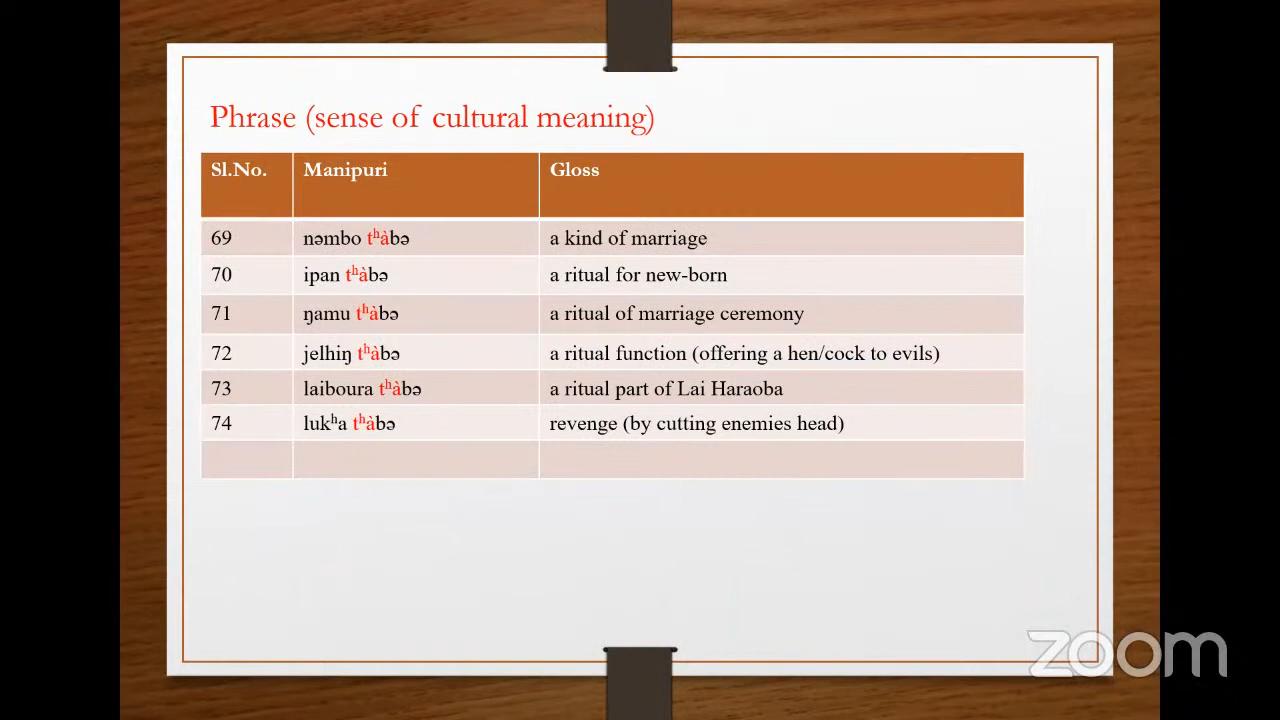 Phrase (sense of cultural meaning)
Sl.No. Manipuri Gloss
69 nəmbo tʰàbə a kind of marriage
70 ipan tʰàbə a ritual for new-born
71 ŋamu tʰàbə a ritual of marriage ceremony
72 jelhiŋ tʰàbə a ritual function (offering a hen/cock to evils)
73 laiboura tʰàbə a ritual part of Lai Haraoba
74 lukʰa tʰàbə revenge (by cutting enemies head)
zoom